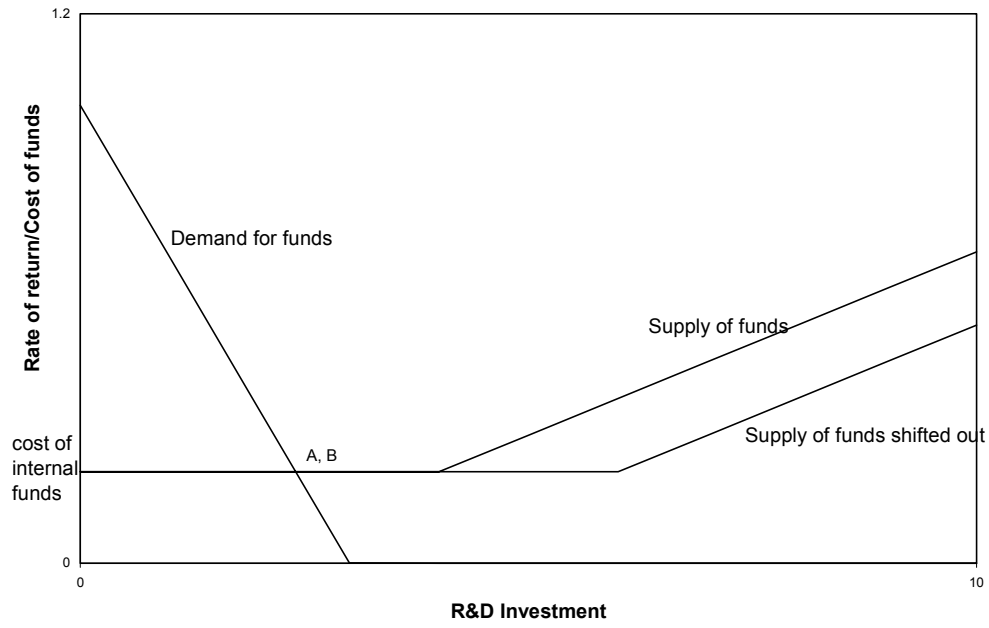 1.2
Rate of return/Cost of funds
Demand for funds
Supply of funds
Supply of funds shifted out
cost of
internal
funds
A, B
0
0
10
R&D Investment